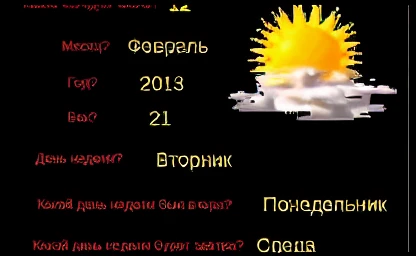 12
Месяц? Февраль
Год? 2013
Век? 21
День недели? Вторник
Какой день недели был вчера? Понедельник
Какой день недели будет завтра? Среда